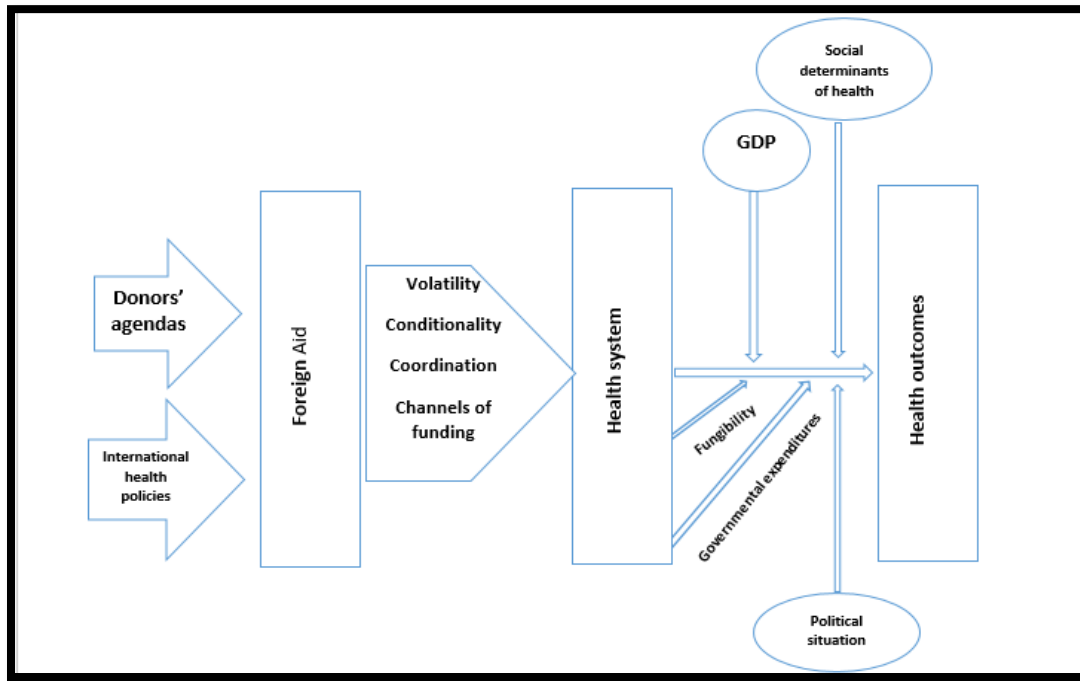 Social
determinants
of health
GDP
Donors'
agendas
International
health
policies
Foreign Aid
Volatility
Conditionality
Coordination
Channels of
funding
Health system
Fungibility
Governmental expenditures
Health outcomes
Political
situation